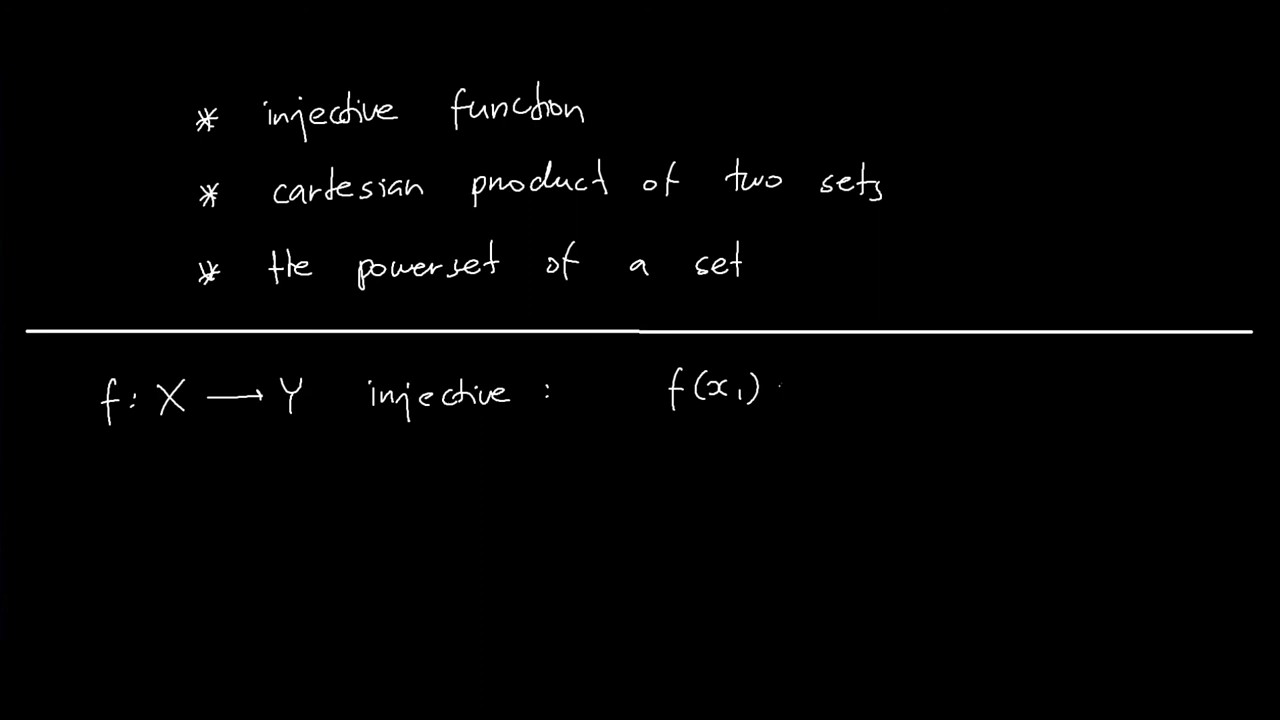 * injective function
* cartesian product of two sets
* the powerset of a set
f: X ⟶ Y injective : f(x₁)